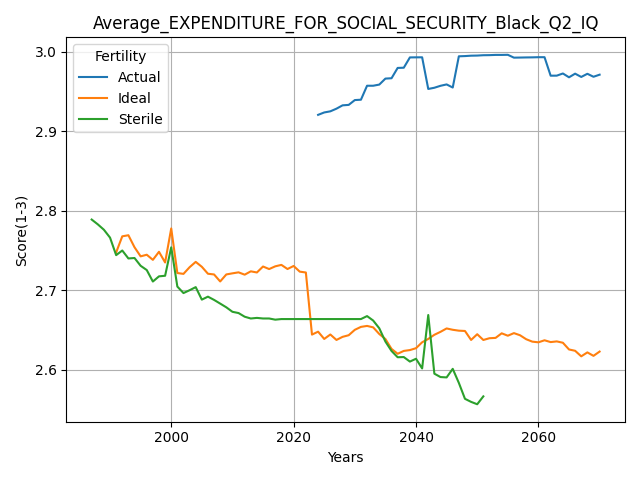 Average_EXPENDITURE_FOR_SOCIAL_SECURITY_Black_Q2_IQ
Fertility
Actual
Ideal
Sterile
Score(1-3)
3.0
2.9
2.8
2.7
2.6
2000
2020
2040
2060
Years